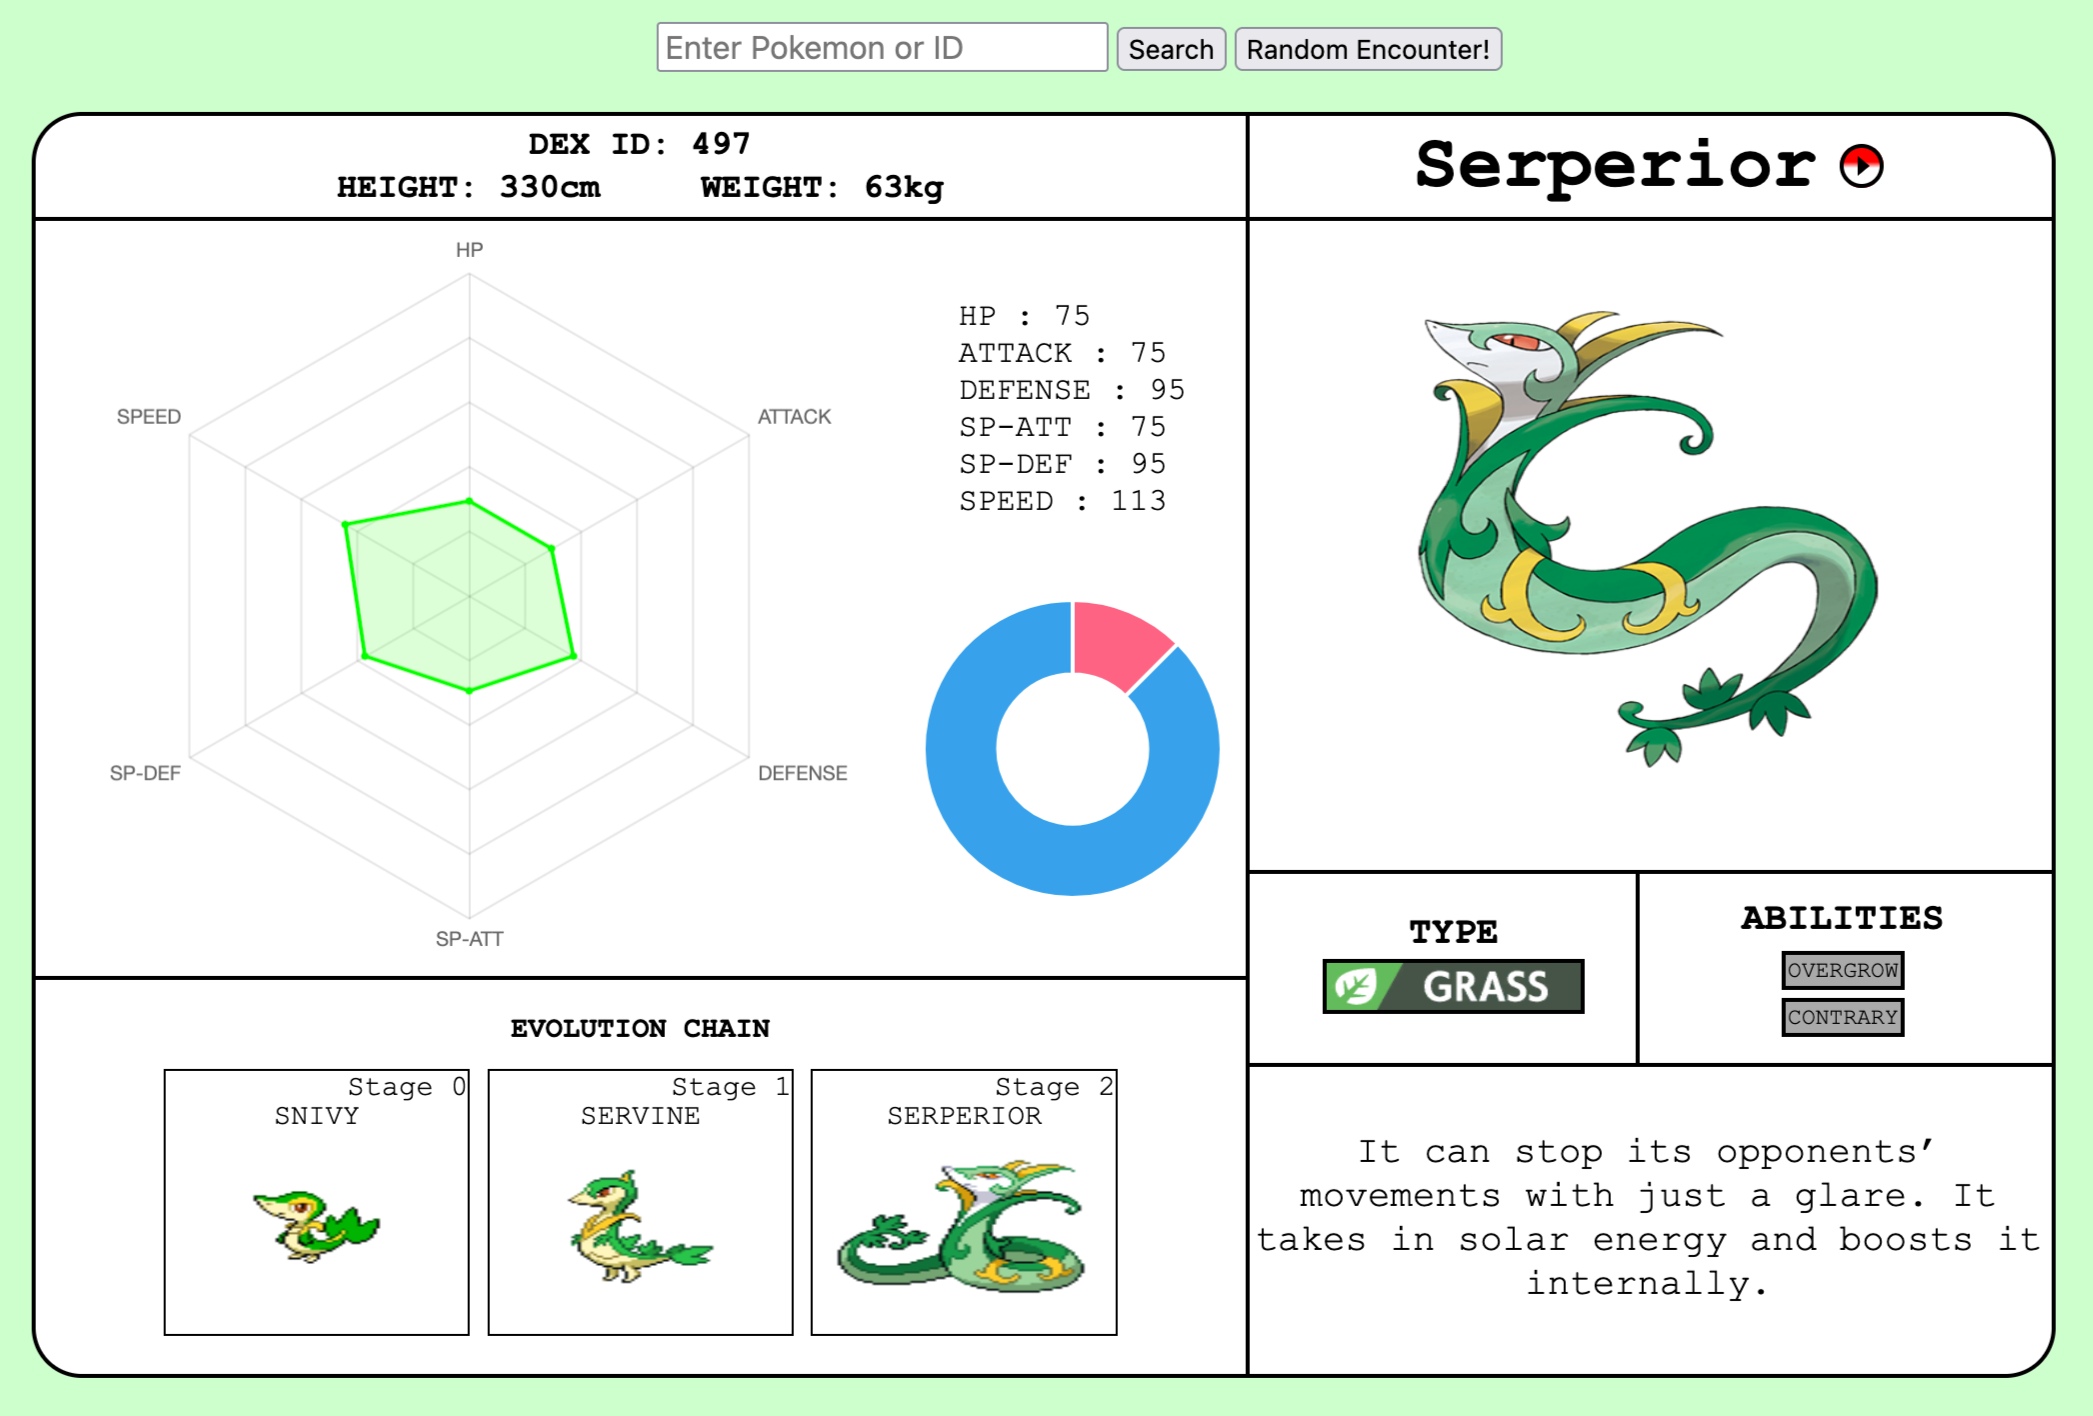 Enter Pokemon or ID
Search
Random Encounter!
DEX ID: 497
HEIGHT: 330cm WEIGHT: 63kg
Serperior
HP
ATTACK
DEFENSE
SP-ATT
SP-DEF
SPEED
HP : 75
ATTACK : 75
DEFENSE : 95
SP-ATT : 75
SP-DEF : 95
SPEED : 113
TYPE
GRASS
ABILITIES
OVERGROW
CONTRARY
EVOLUTION CHAIN
Stage 0
SNIVY
Stage 1
SERVINE
Stage 2
SERPERIOR
It can stop its opponents’
movements with just a glare. It
takes in solar energy and boosts it
internally.